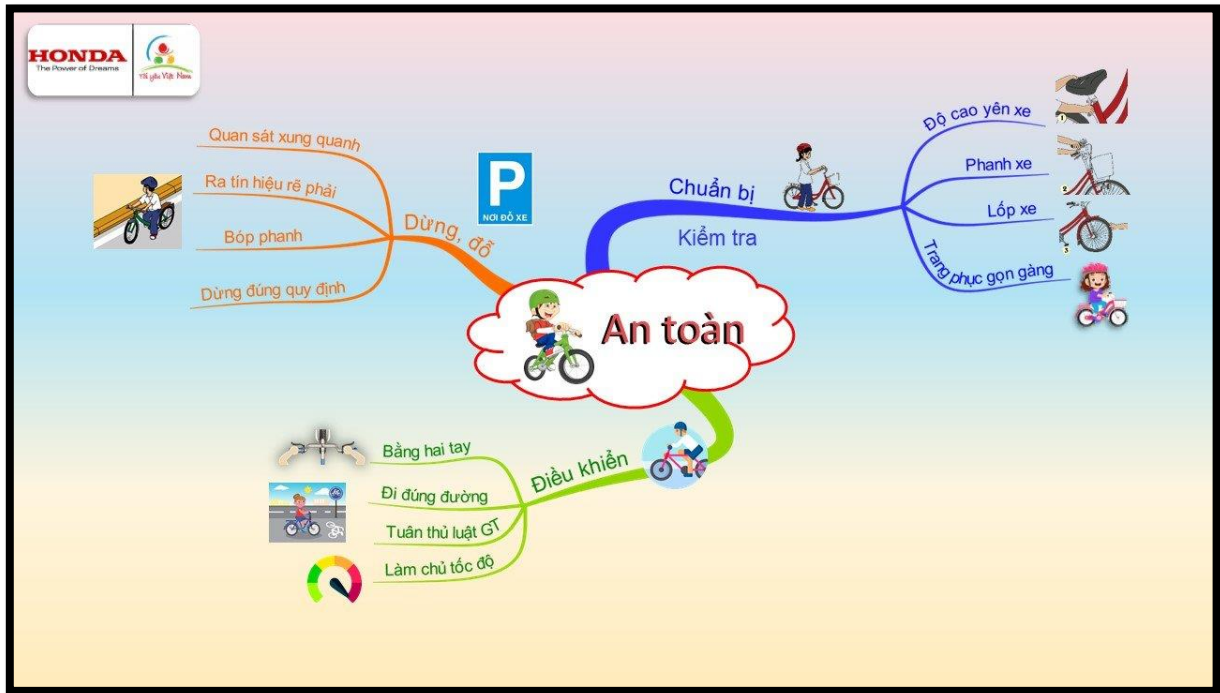 HONDA
The Power of Dreams
Tôi yêu Việt Nam
Quan sát xung quanh
Ra tín hiệu rẽ phải
Bóp phanh
Dừng đúng quy định
Dừng, đỗ
P
NƠI ĐỖ XE
Chuẩn bị
Kiểm tra
Độ cao yên xe
1
Phanh xe
2
Lốp xe
3
Trang phục gọn gàng
An toàn
Điều khiển
Bằng hai tay
Đi đúng đường
Tuân thủ luật GT
Làm chủ tốc độ